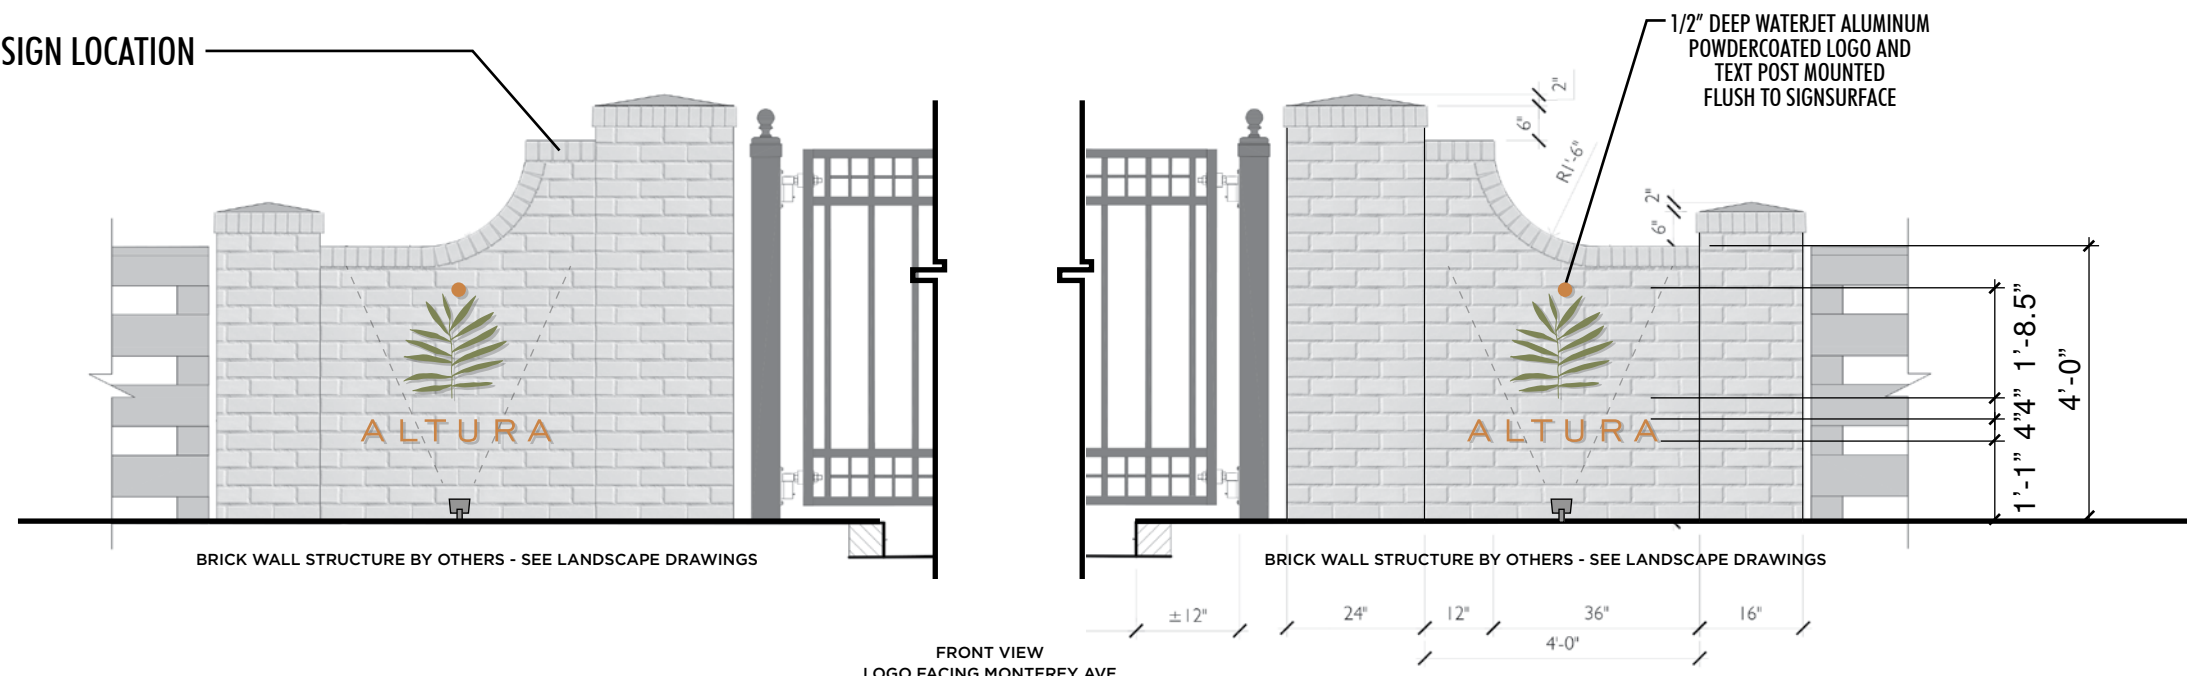 SIGN LOCATION
1/2” DEEP WATERJET ALUMINUM
POWDERCOATED LOGO AND
TEXT POST MOUNTED
FLUSH TO SIGNSURFACE
2"
6"
R1'-6"
2"
6"
ALTURA
ALTURA
1’-8.5”
4”
4”
1’-1”
4’-0”
BRICK WALL STRUCTURE BY OTHERS - SEE LANDSCAPE DRAWINGS
BRICK WALL STRUCTURE BY OTHERS - SEE LANDSCAPE DRAWINGS
±12"
24"
12"
36"
16"
4'-0"
FRONT VIEW
LOGO FACING MONTEREY AVE